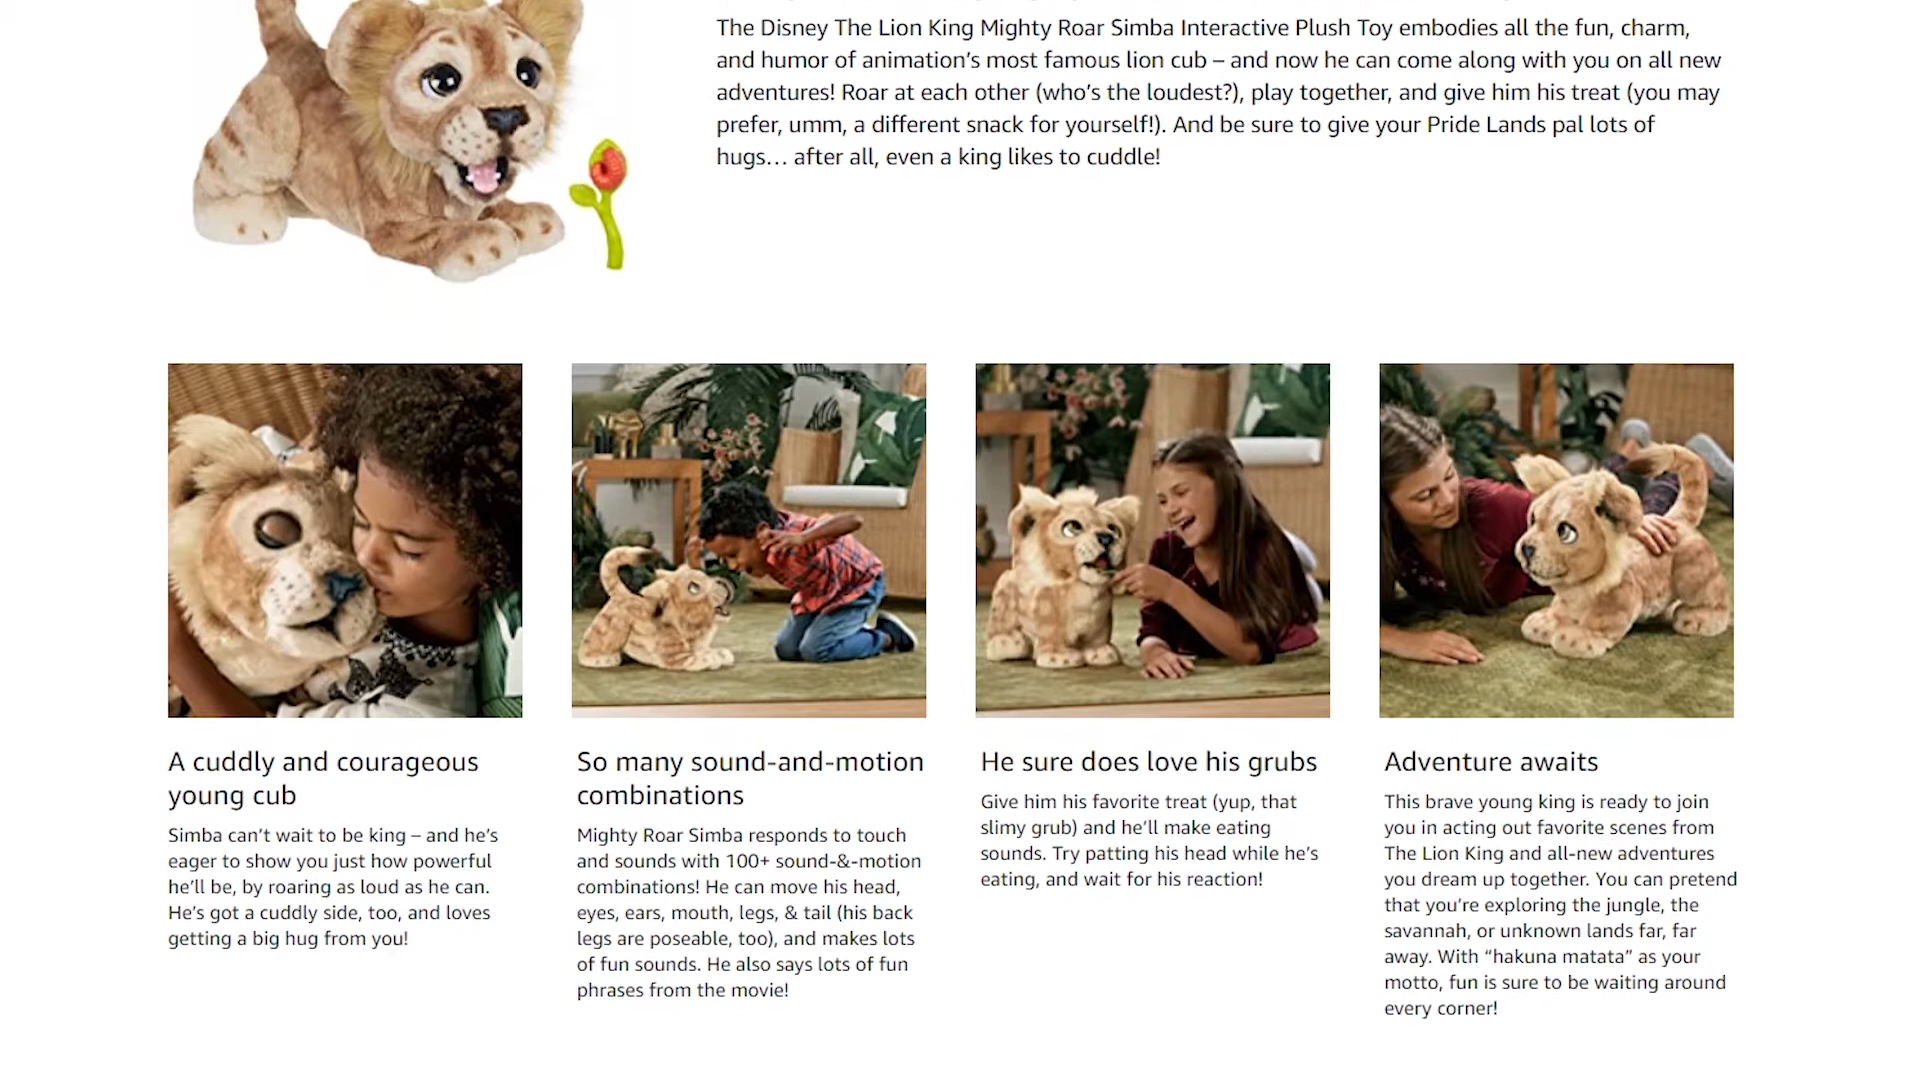 The Disney The Lion King Mighty Roar Simba Interactive Plush Toy embodies all the fun, charm,
and humor of animation’s most famous lion cub – and now he can come along with you on all new
adventures! Roar at each other (who’s the loudest?), play together, and give him his treat (you may
prefer, umm, a different snack for yourself!). And be sure to give your Pride Lands pal lots of
hugs… after all, even a king likes to cuddle!
A cuddly and courageous
young cub
Simba can’t wait to be king – and he’s
eager to show you just how powerful
he’ll be, by roaring as loud as he can.
He’s got a cuddly side, too, and loves
getting a big hug from you!
So many sound-and-motion
combinations
Mighty Roar Simba responds to touch
and sounds with 100+ sound-&-motion
combinations! He can move his head,
eyes, ears, mouth, legs, & tail (his back
legs are poseable, too), and makes lots
of fun sounds. He also says lots of fun
phrases from the movie!
He sure does love his grubs
Give him his favorite treat (yup, that
slimy grub) and he’ll make eating
sounds. Try patting his head while he’s
eating, and wait for his reaction!
Adventure awaits
This brave young king is ready to join
you in acting out favorite scenes from
The Lion King and all-new adventures
you dream up together. You can pretend
that you’re exploring the jungle, the
savannah, or unknown lands far, far
away. With “hakuna matata” as your
motto, fun is sure to be waiting around
every corner!